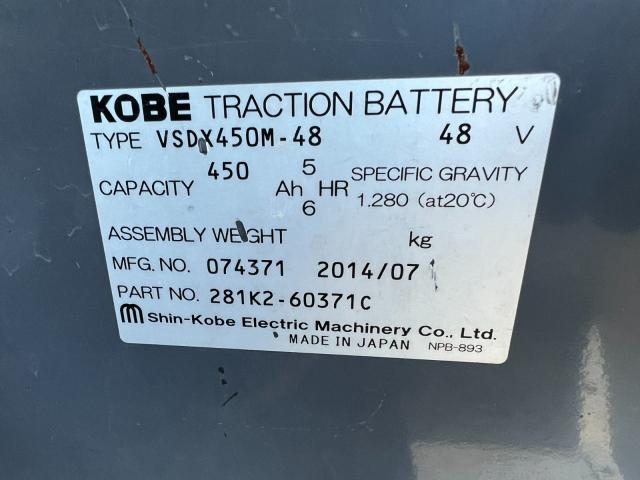 KOBE TRACTION BATTERY
TYPE VSDX450M-48 48 V
CAPACITY 450 Ah 5 HR SPECIFIC GRAVITY
6 1.280 (at20℃)
ASSEMBLY WEIGHT kg
MFG. NO. 074371 2014/07
PART NO. 281K2-60371C
Shin-Kobe Electric Machinery Co., Ltd.
MADE IN JAPAN NPB-893